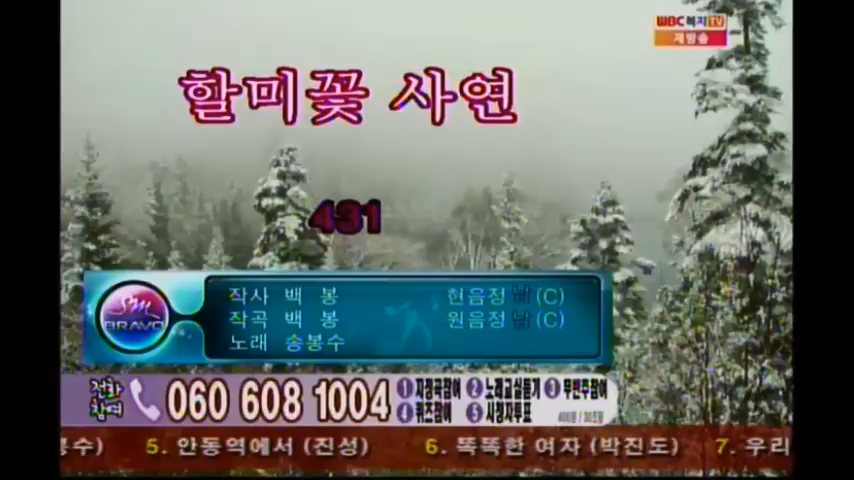 WBC 복지TV
재방송
할미꽃 사연
431
작사 백 봉 현음정 남(C)
작곡 백 봉 원음정 남(C)
노래 송봉수
SM
BRAVO
전화참여 060 608 1004
① 지정곡참여 ② 노래교실듣기 ③ 무반주참여
④ 퀴즈참여 ⑤ 시청자투표
봉수) 5. 안동역에서 (진성) 6. 똑똑한 여자 (박진도) 7. 우리